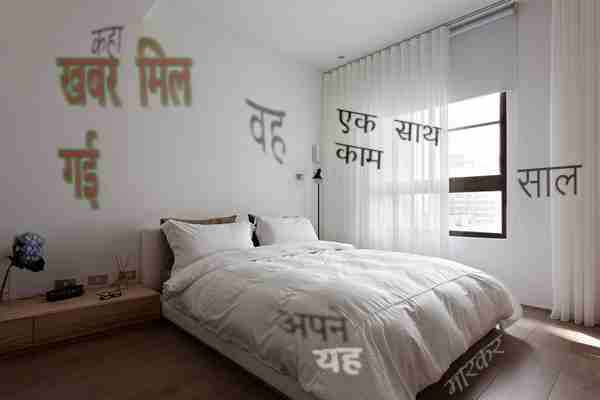 कहा
खबर मिल
गई
वह
एक साथ
काम
साल
अपने
यह
मारकर